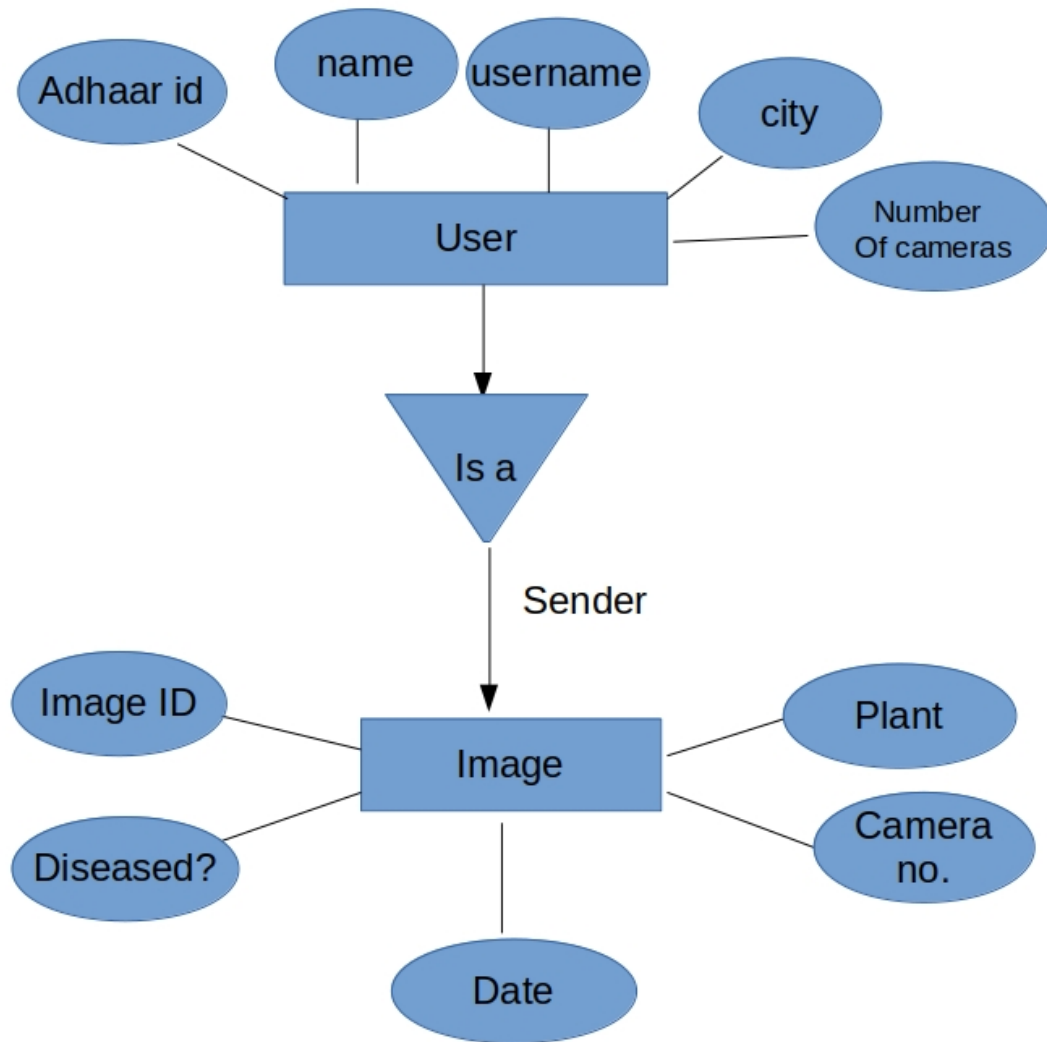 Adhaar id
name
username
city
Number
Of cameras
User
Is a
Sender
Image ID
Plant
Image
Diseased?
Camera
no.
Date